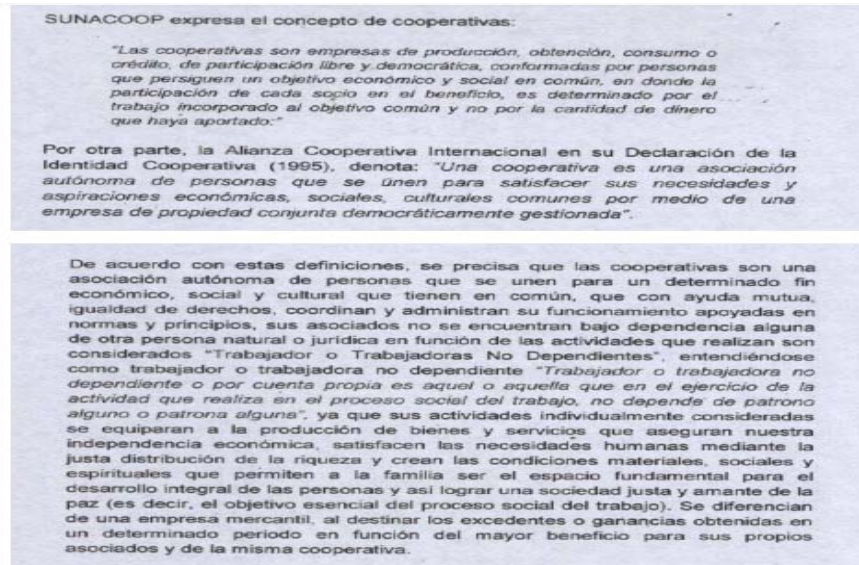 SUNACOOP expresa el concepto de cooperativas:
"Las cooperativas son empresas de producción, obtención, consumo o
crédito, de participación libre y democrática, conformadas por personas
que persiguen un objetivo económico y social en común, en donde la
participación de cada socio en el beneficio, es determinado por el
trabajo incorporado al objetivo común y no por la cantidad de dinero
que haya aportado:"
Por otra parte, la Alianza Cooperativa Internacional en su Declaración de la
Identidad Cooperativa (1995), denota: "Una cooperativa es una asociación
autónoma de personas que se unen para satisfacer sus necesidades y
aspiraciones económicas, sociales, culturales comunes por medio de una
empresa de propiedad conjunta democráticamente gestionada".
De acuerdo con estas definiciones, se precisa que las cooperativas son una
asociación autónoma de personas que se unen para un determinado fin
económico, social y cultural que tienen en común, que con ayuda mutua,
igualdad de derechos, coordinan y administran su funcionamiento apoyadas en
normas y principios, sus asociados no se encuentran bajo dependencia alguna
de otra persona natural o jurídica en función de las actividades que realizan son
considerados "Trabajador o Trabajadoras No Dependientes", entendiéndose
como trabajador o trabajadora no dependiente "Trabajador o trabajadora no
dependiente o por cuenta propia es aquel o aquella que en el ejercicio de la
actividad que realiza en el proceso social del trabajo, no depende de patrono
alguno o patrona alguna", ya que sus actividades individualmente consideradas
se equiparan a la producción de bienes y servicios que aseguran nuestra
independencia económica, satisfacen las necesidades humanas mediante la
justa distribución de la riqueza y crean las condiciones materiales, sociales y
espirituales que permiten a la familia ser el espacio fundamental para el
desarrollo integral de las personas y así lograr una sociedad justa y amante de la
paz (es decir, el objetivo esencial del proceso social del trabajo). Se diferencian
de una empresa mercantil, al destinar los excedentes o ganancias obtenidas en
un determinado periodo en función del mayor beneficio para sus propios
asociados y de la misma cooperativa.